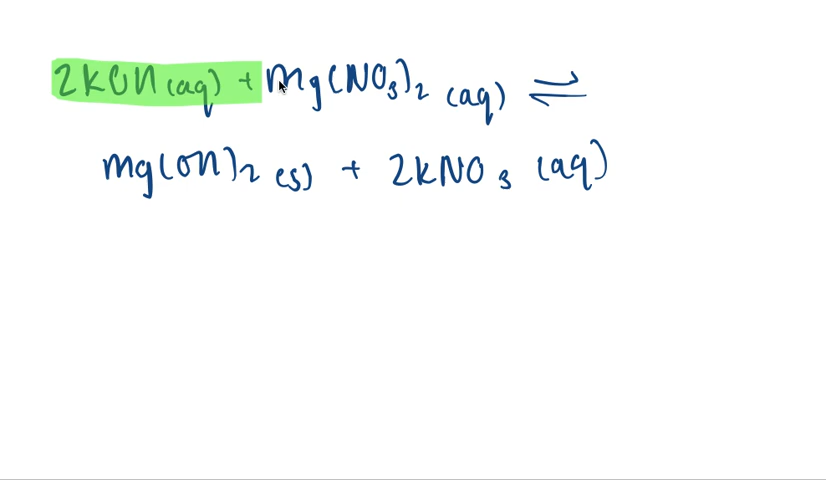 2KOH(aq) + Mg(NO₃)₂ (aq) ⇌
Mg(OH)₂ (s) + 2KNO₃ (aq)